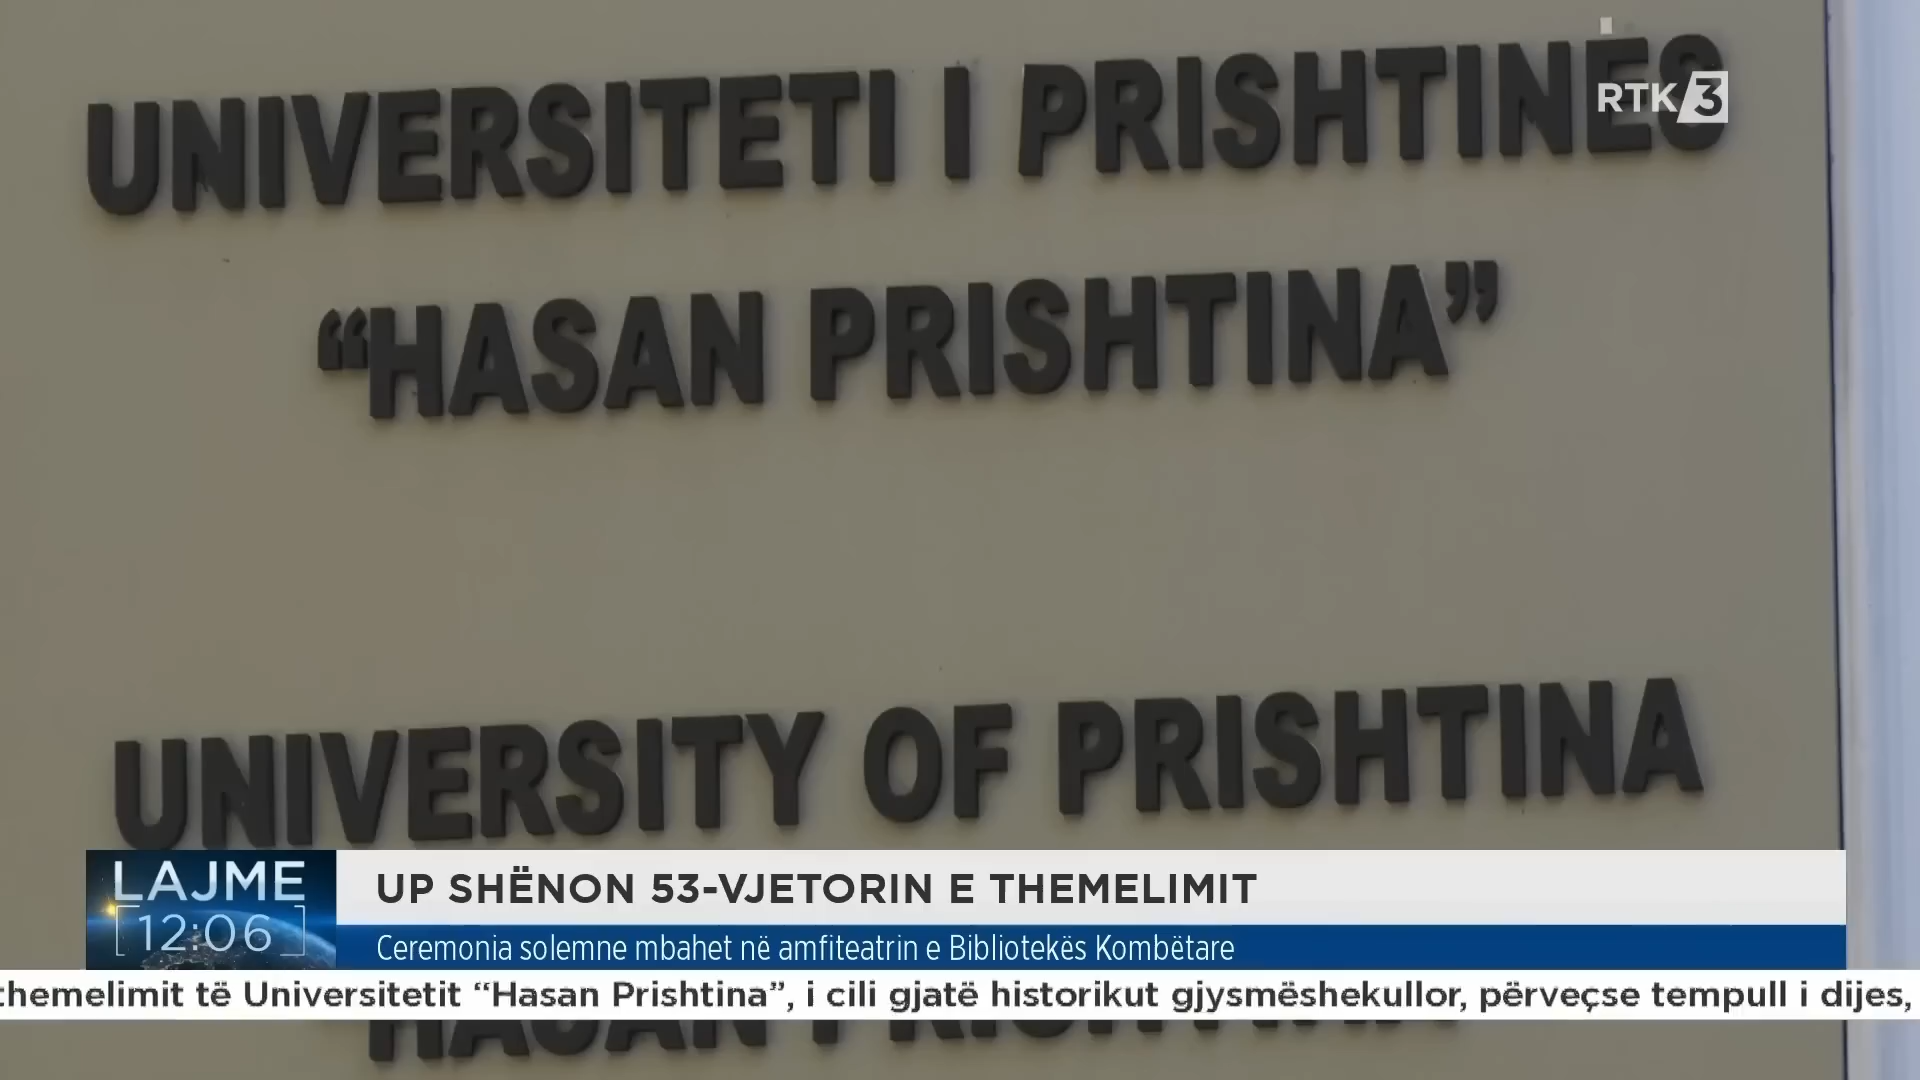 UNIVERSITETI I PRISHTINËS
RTK 3
“HASAN PRISHTINA”
UNIVERSITY OF PRISHTINA
LAJME
12:06
UP SHËNON 53-VJETORIN E THEMELIMIT
Ceremonia solemne mbahet në amfiteatrin e Bibliotekës Kombëtare
themelimit të Universitetit “Hasan Prishtina”, i cili gjatë historikut gjysmëshekullor, përveçse tempull i dijes,